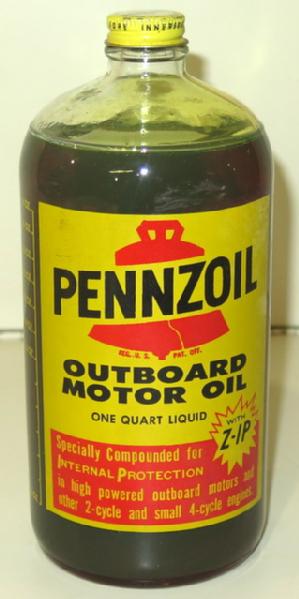 PENNZOIL
REG. U. S. PAT. OFF.
OUTBOARD
MOTOR OIL
ONE QUART LIQUID
WITH
Z-IP
Specially Compounded for
INTERNAL PROTECTION
in high powered outboard motors and
other 2-cycle and small 4-cycle engines.